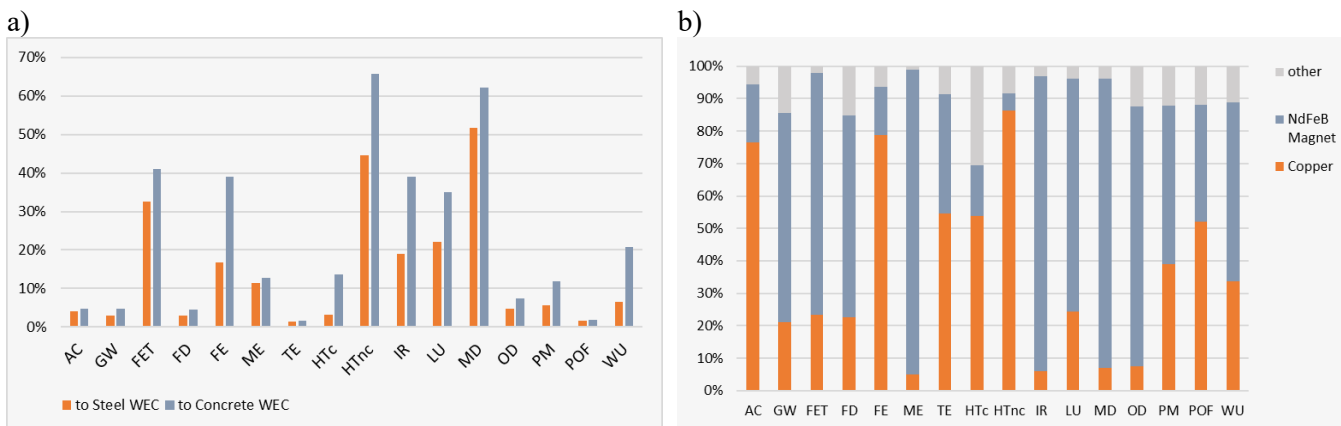 a)
70%
60%
50%
40%
30%
20%
10%
0%
AC GW FET FD FE ME TE HTc HTnc IR LU MD OD PM POF WU
to Steel WEC to Concrete WEC
b)
100%
90%
80%
70%
60%
50%
40%
30%
20%
10%
0%
AC GW FET FD FE ME TE HTc HTnc IR LU MD OD PM POF WU
other
NdFeB
Magnet
Copper